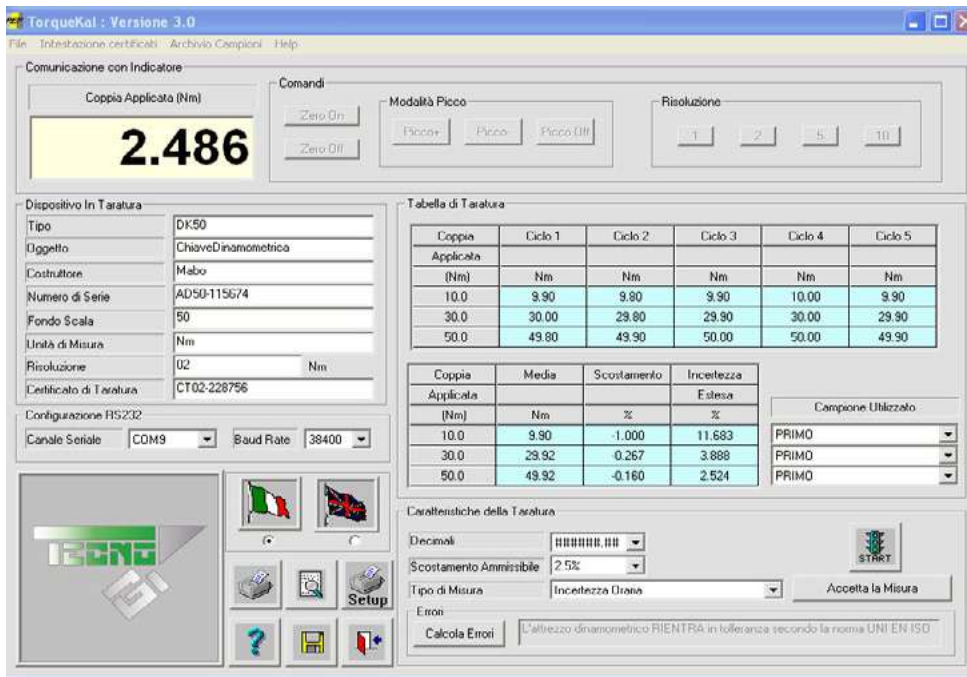 TorqueKal : Versione 3.0
File Intestazione certificati Archivio Campioni Help
Comunicazione con Indicatore
Coppia Applicata (Nm)
2.486
Comandi
Zero On
Zero Off
Modalità Picco
Picco+ Picco- Picco Off
Risoluzione
1 2 5 10
Dispositivo In Taratura
Tipo DK50
Oggetto ChiaveDinamometrica
Costruttore Mabo
Numero di Serie AD50-115674
Fondo Scala 50
Unità di Misura Nm
Risoluzione 02 Nm
Certificato di Taratura CT02-228756
Configurazione RS232
Canale Seriale COM9 Baud Rate 38400
TECNO
Gi
Setup
Tabella di Taratura
Coppia Ciclo 1 Ciclo 2 Ciclo 3 Ciclo 4 Ciclo 5
Applicata
(Nm) Nm Nm Nm Nm Nm
10.0 9.90 9.80 9.90 10.00 9.90
30.0 30.00 29.80 29.90 30.00 29.90
50.0 49.80 49.90 50.00 50.00 49.90
Coppia Media Scostamento Incertezza
Applicata Estesa
(Nm) Nm % %
10.0 9.90 -1.000 11.683
30.0 29.92 -0.267 3.888
50.0 49.92 -0.160 2.524
Campione Utilizzato
PRIMO
PRIMO
PRIMO
Caratteristiche della Taratura
Decimali ######.##
Scostamento Ammissibile 2.5%
Tipo di Misura Incertezza Oraria
START
Accetta la Misura
Errori
Calcola Errori L'attrezzo dinamometrico RIENTRA in tolleranza secondo la norma UNI EN ISO